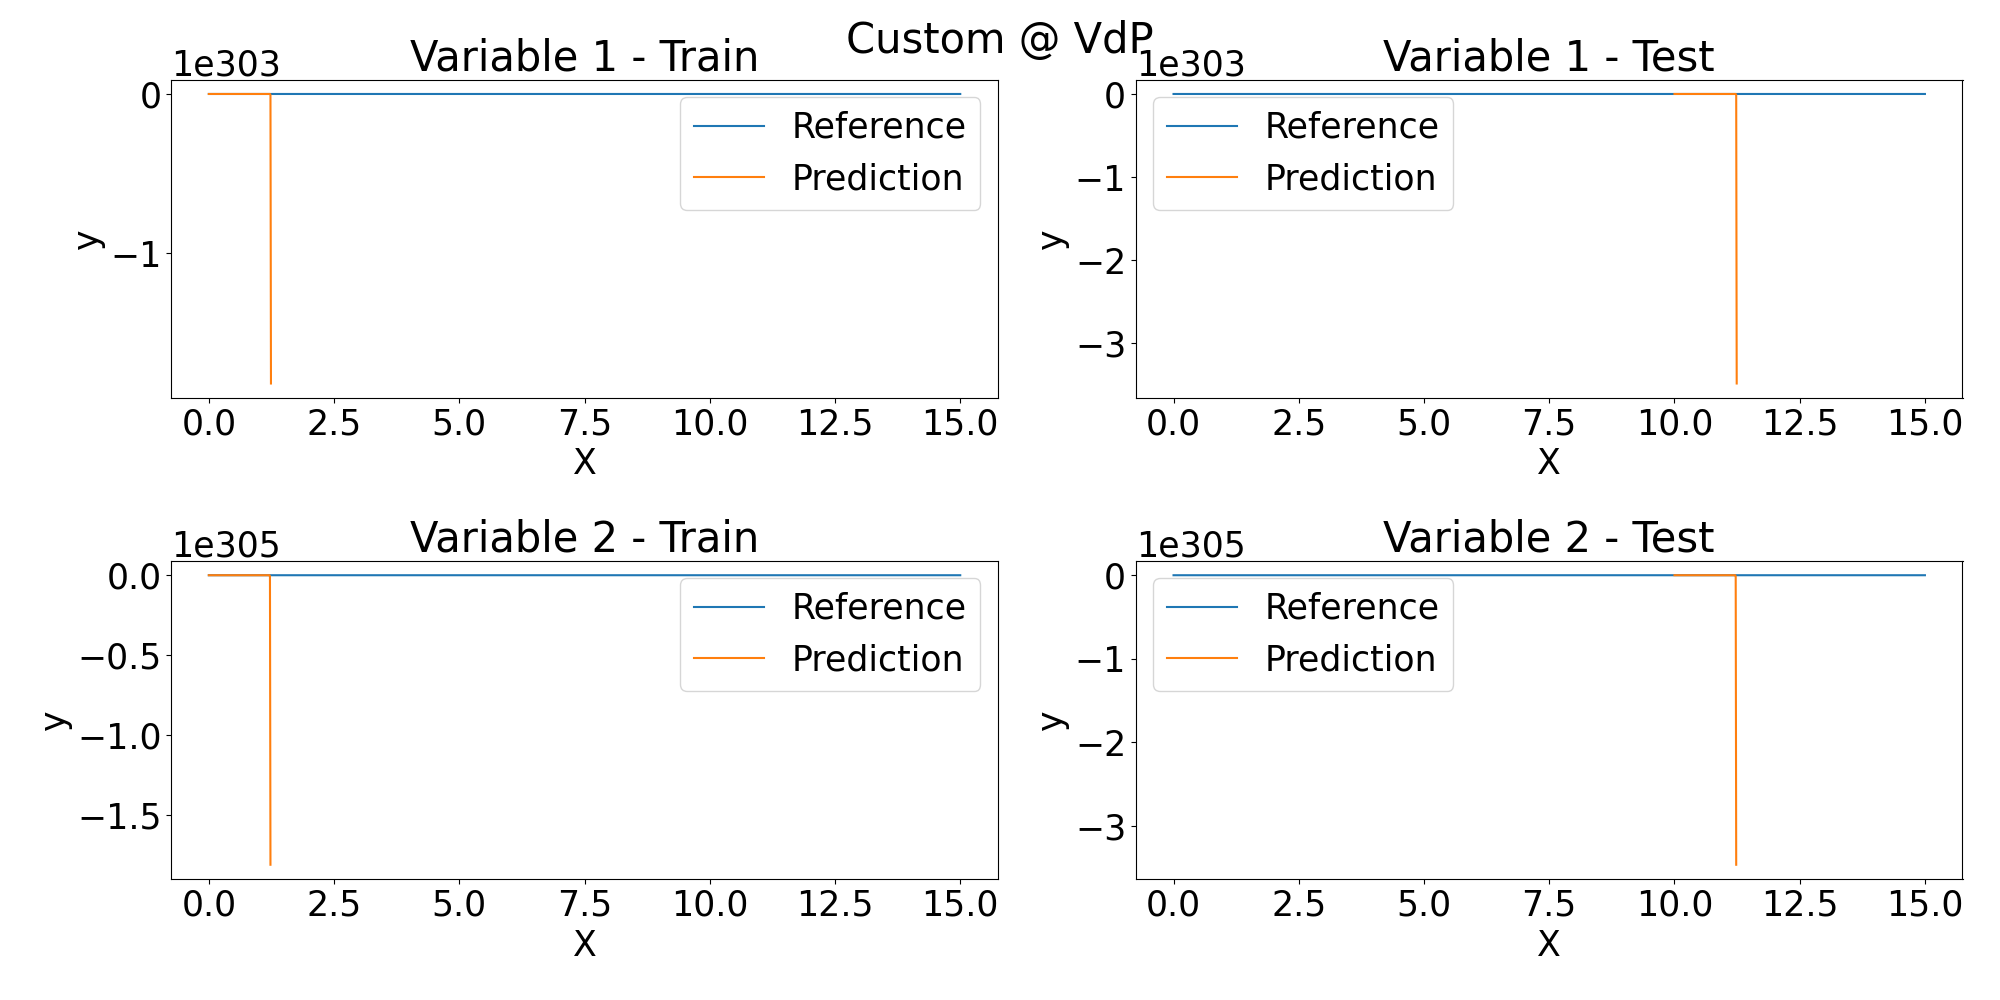 Custom @ VdP
Variable 1 - Train
1e303
0
−1
y
Reference
Prediction
0.0 2.5 5.0 7.5 10.0 12.5 15.0
X
Variable 1 - Test
1e303
0
−1
−2
−3
y
Reference
Prediction
0.0 2.5 5.0 7.5 10.0 12.5 15.0
X
Variable 2 - Train
1e305
0.0
−0.5
−1.0
−1.5
y
Reference
Prediction
0.0 2.5 5.0 7.5 10.0 12.5 15.0
X
Variable 2 - Test
1e305
0
−1
−2
−3
y
Reference
Prediction
0.0 2.5 5.0 7.5 10.0 12.5 15.0
X